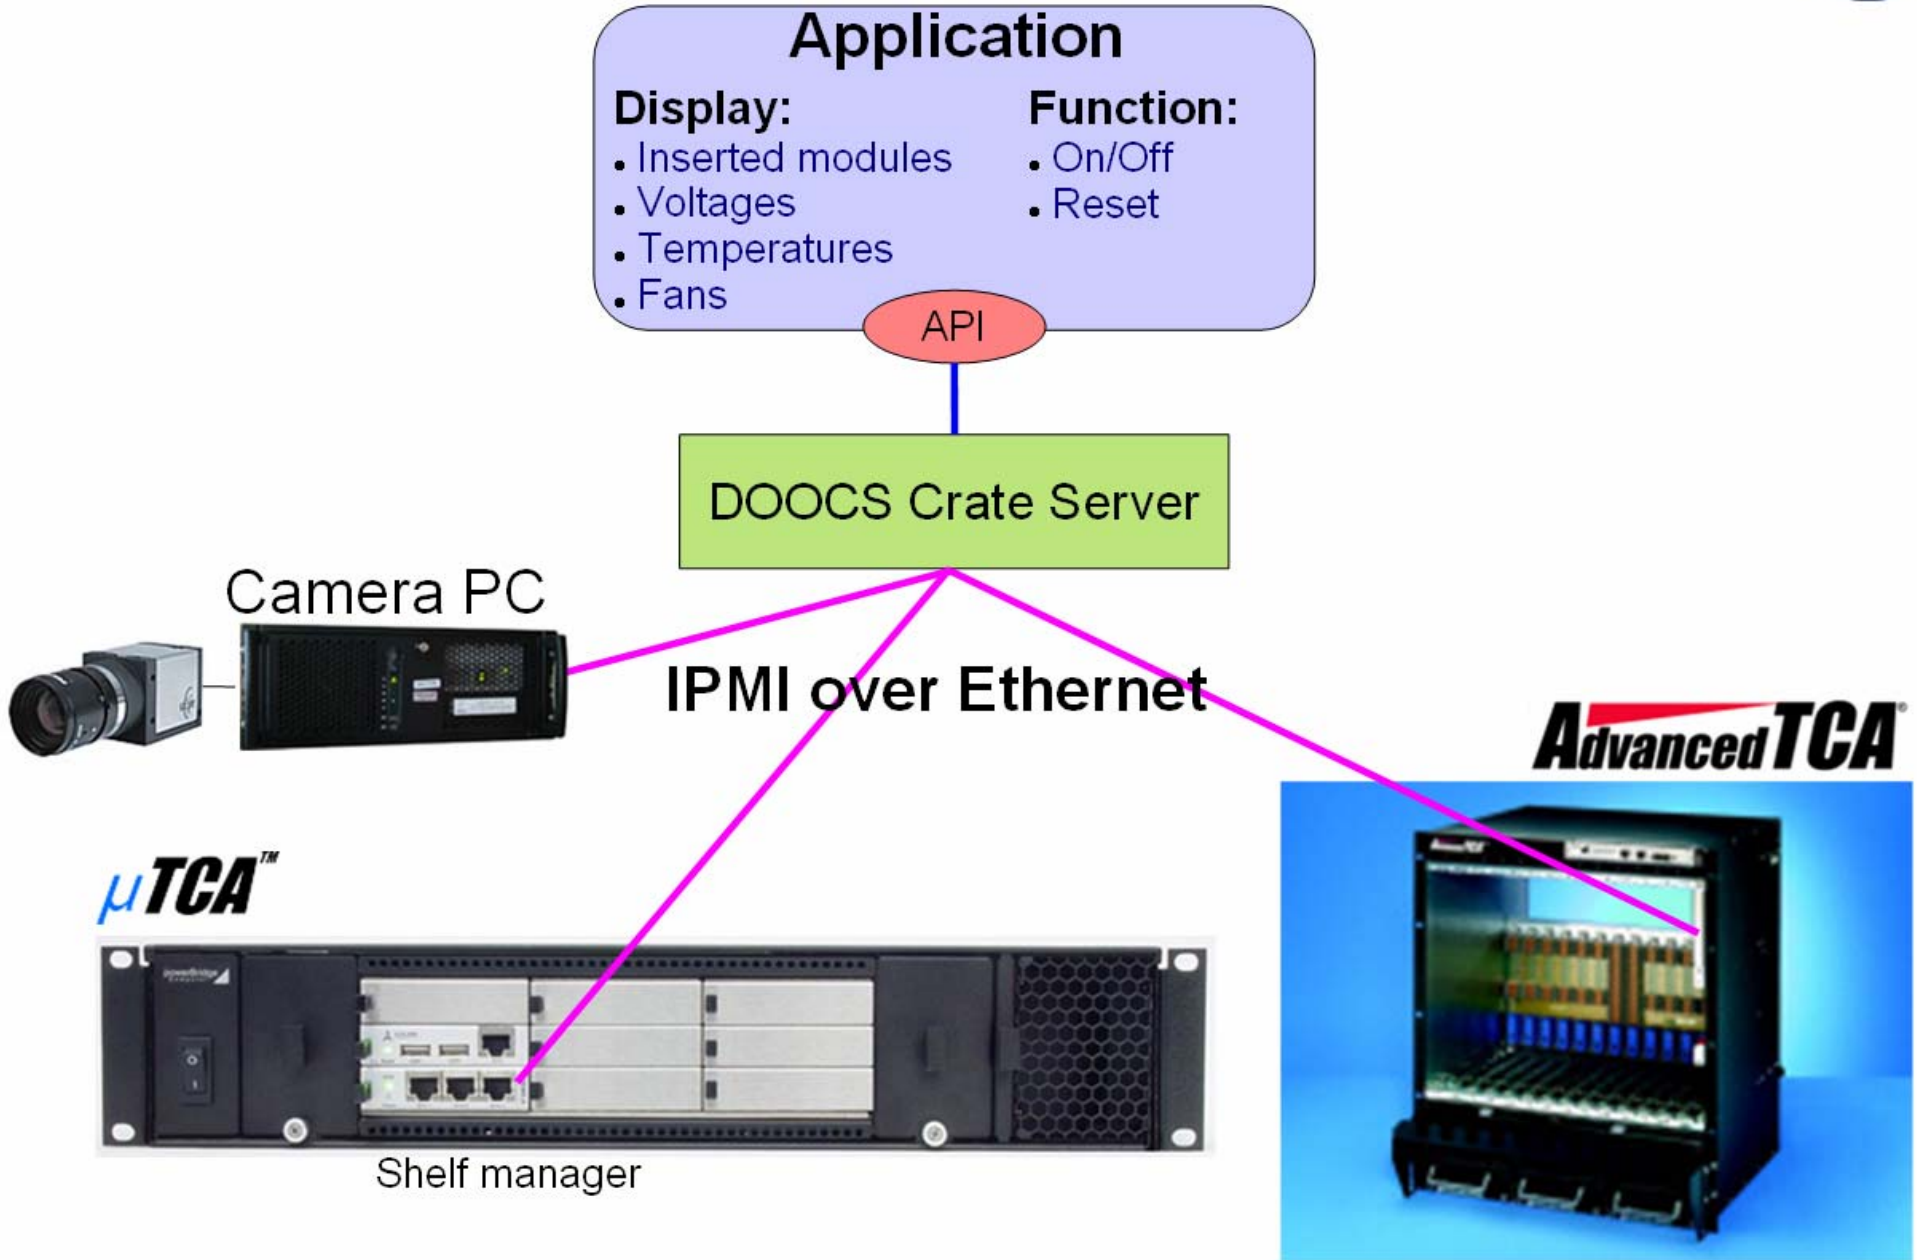 Application
Display:
• Inserted modules
• Voltages
• Temperatures
• Fans
Function:
• On/Off
• Reset
API
DOOCS Crate Server
Camera PC
IPMI over Ethernet
AdvancedTCA®
μTCA™
powerBridge
Shelf manager